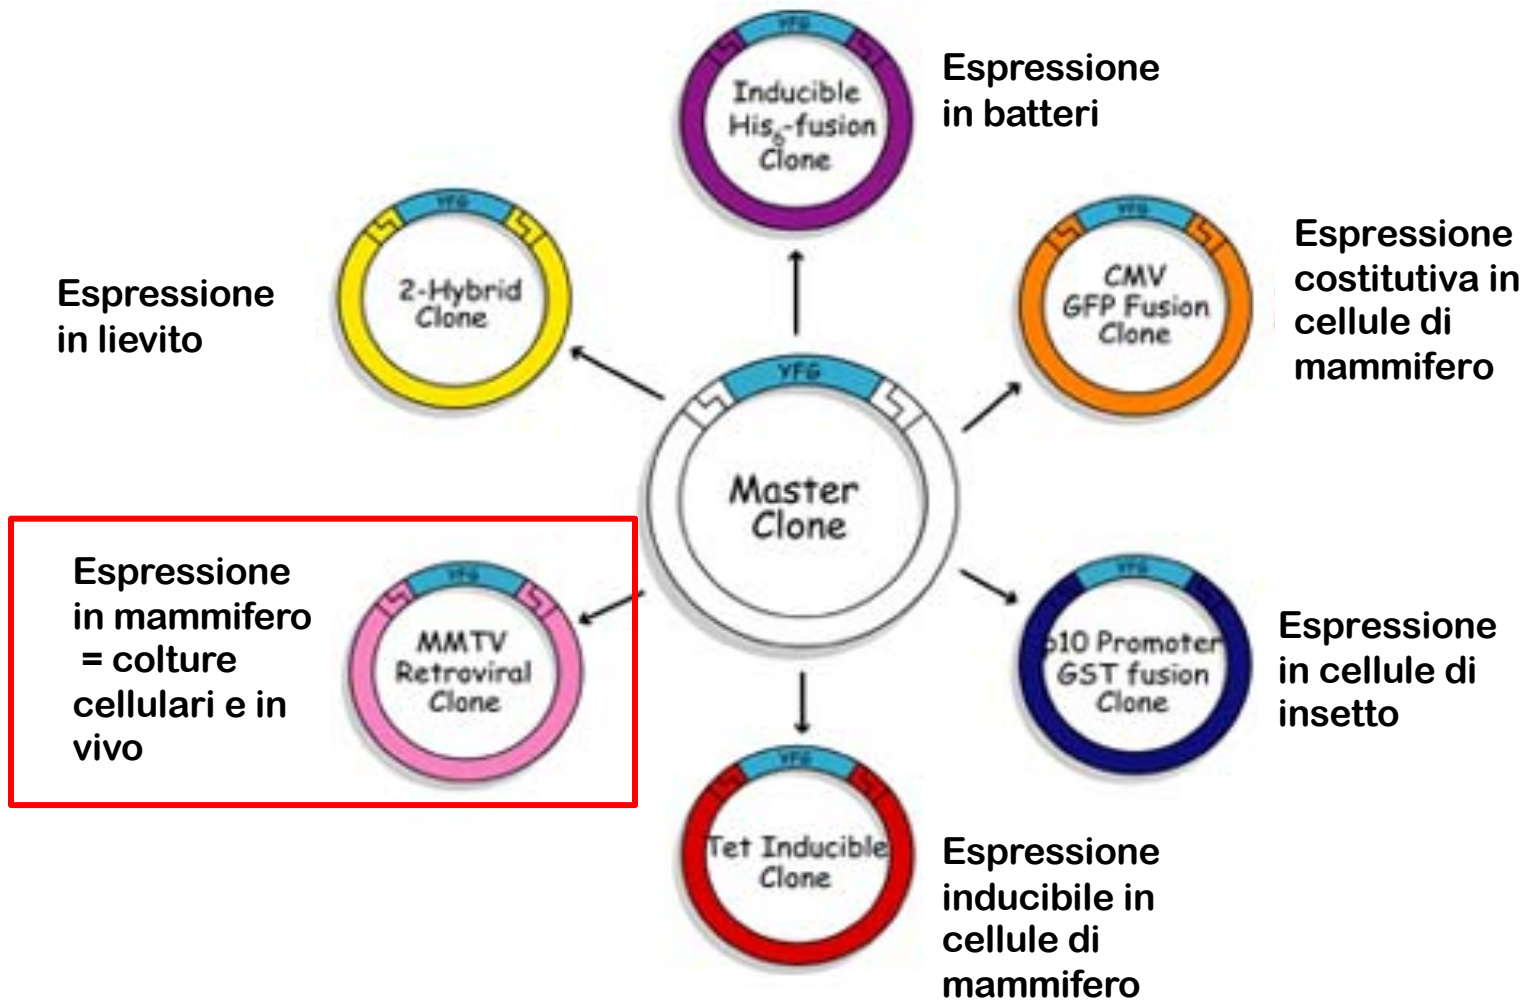 YFG
Inducible
His6-fusion
Clone
Espressione
in batteri
YFG
2-Hybrid
Clone
Espressione
in lievito
YFG
CMV
GFP Fusion
Clone
Espressione
costitutiva in
cellule di
mammifero
YFG
Master
Clone
Espressione
in mammifero
= colture
cellulari e in
vivo
YFG
MMTV
Retroviral
Clone
YFG
p10 Promoter
GST fusion
Clone
Espressione
in cellule di
insetto
YFG
Tet Inducible
Clone
Espressione
inducibile in
cellule di
mammifero